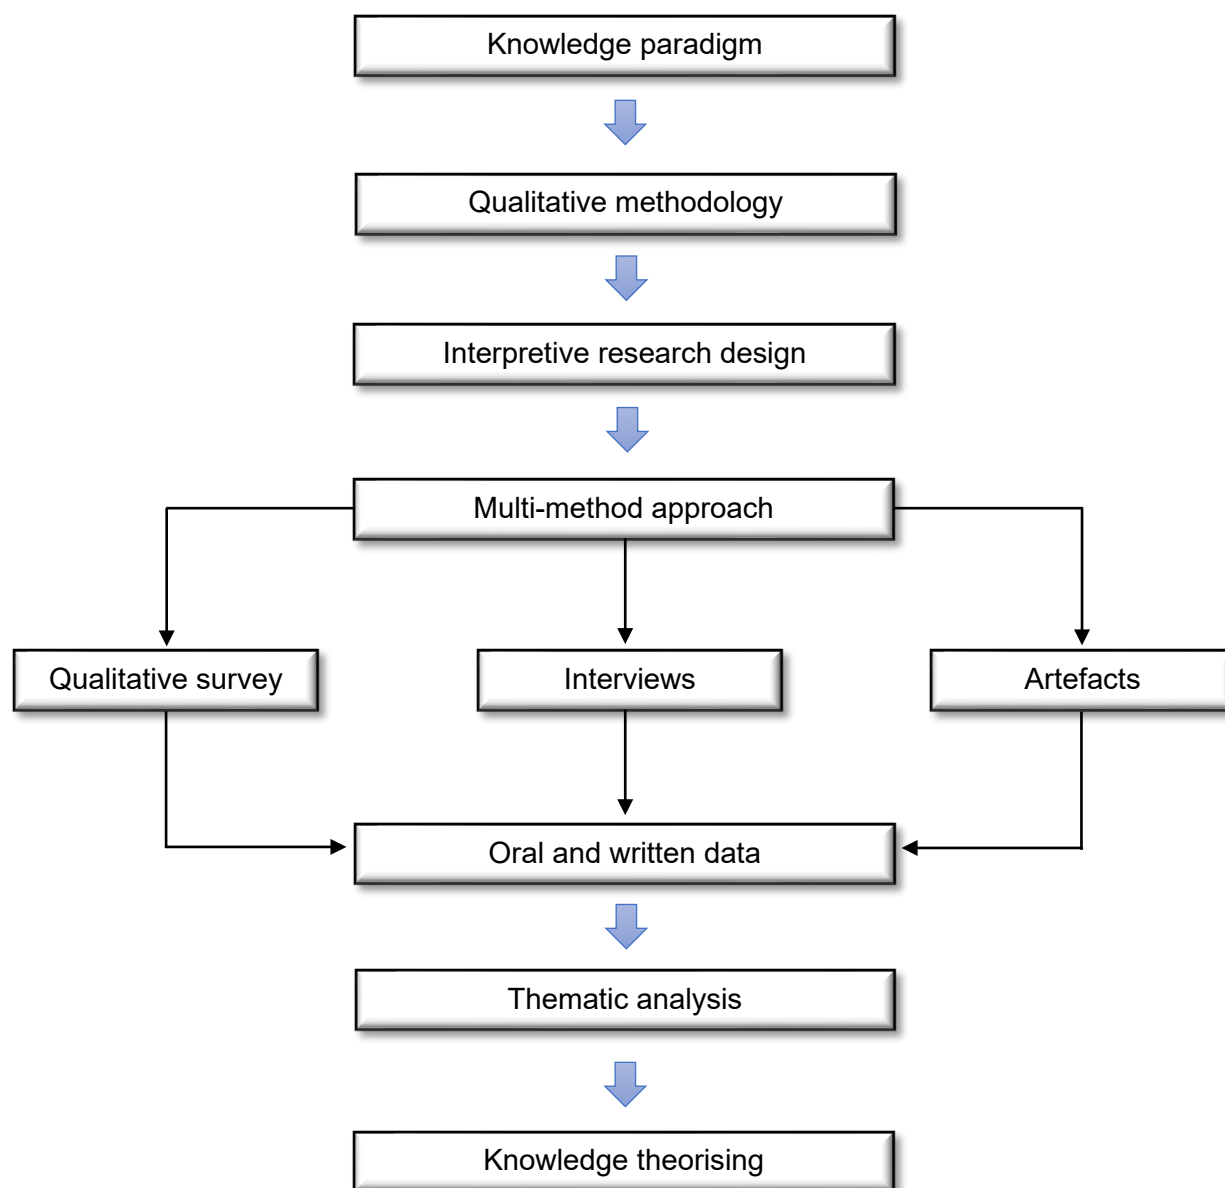 Knowledge paradigm
Qualitative methodology
Interpretive research design
Multi-method approach
Qualitative survey
Interviews
Artefacts
Oral and written data
Thematic analysis
Knowledge theorising